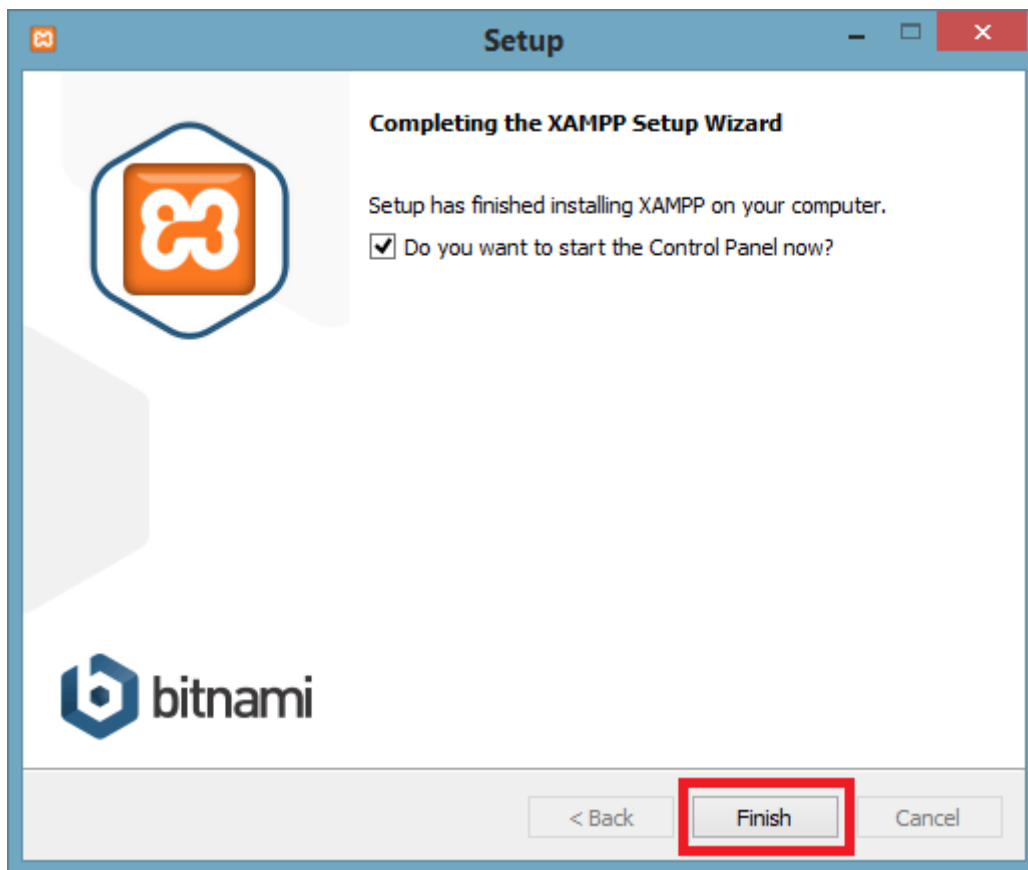 Setup
Completing the XAMPP Setup Wizard
Setup has finished installing XAMPP on your computer.
Do you want to start the Control Panel now?
bitnami
< Back
Finish
Cancel